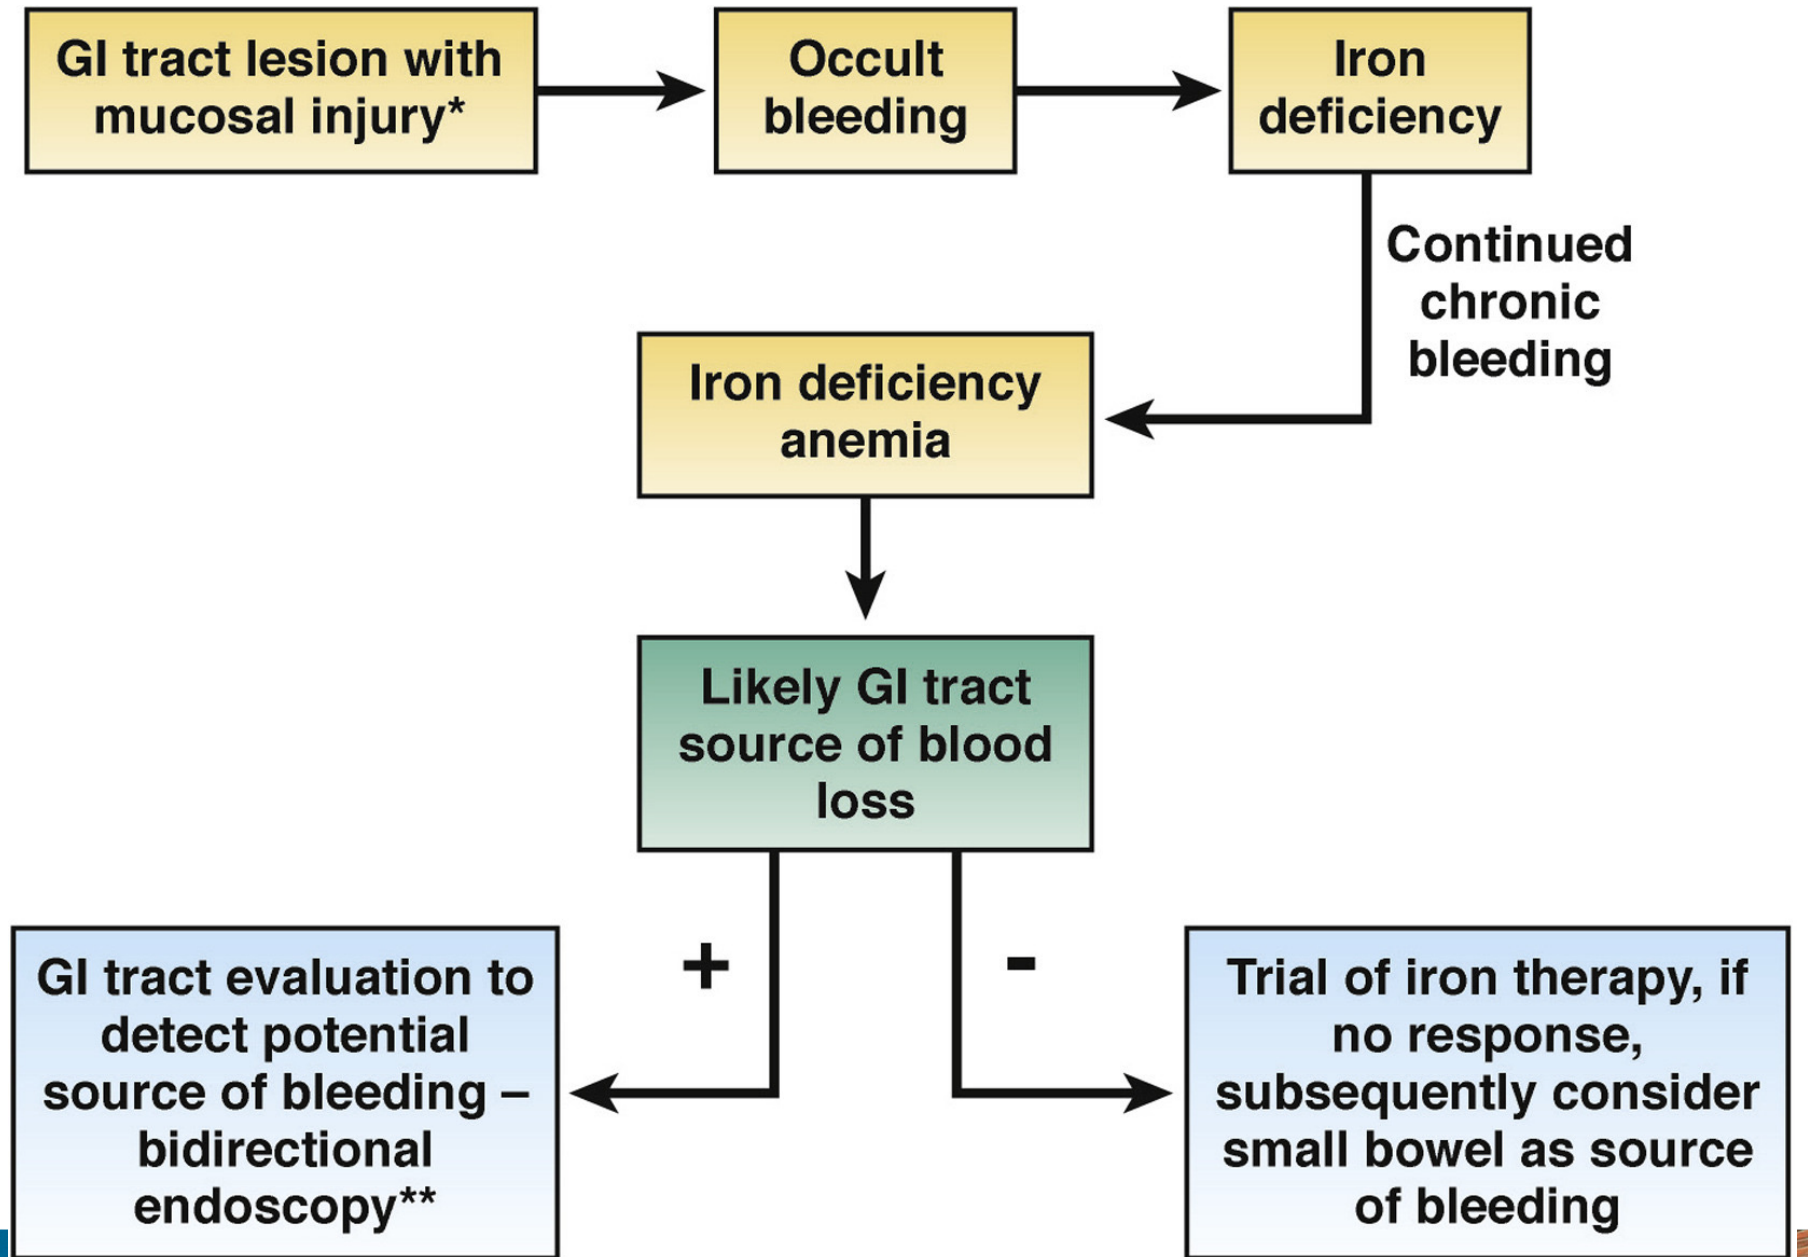 GI tract lesion with
mucosal injury*
Occult
bleeding
Iron
deficiency
Continued
chronic
bleeding
Iron deficiency
anemia
Likely GI tract
source of blood
loss
+
-
GI tract evaluation to
detect potential
source of bleeding –
bidirectional
endoscopy**
Trial of iron therapy, if
no response,
subsequently consider
small bowel as source
of bleeding